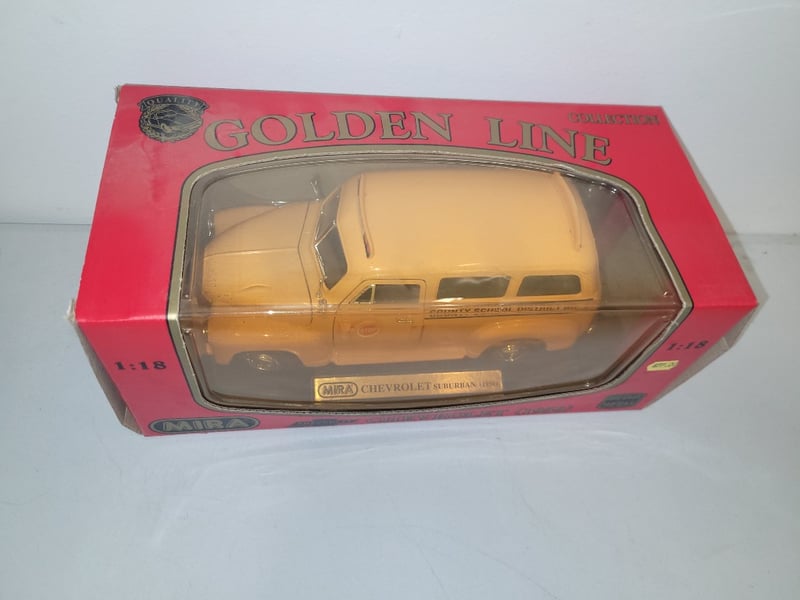 QUALITY
GOLDEN LINE
COLLECTION
COUNTY SCHOOL DISTRICT
1:18
1:18
MIRA CHEVROLET SUBURBAN
MIRA